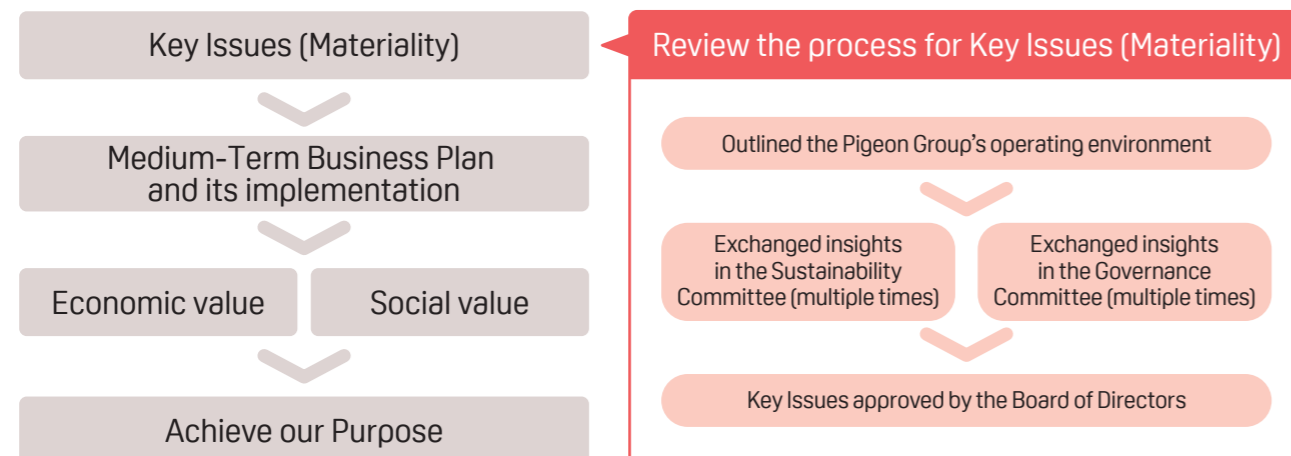 Key Issues (Materiality)
Medium-Term Business Plan
and its implementation
Economic value
Social value
Achieve our Purpose
Review the process for Key Issues (Materiality)
Outlined the Pigeon Group's operating environment
Exchanged insights
in the Sustainability
Committee (multiple times)
Exchanged insights
in the Governance
Committee (multiple times)
Key Issues approved by the Board of Directors